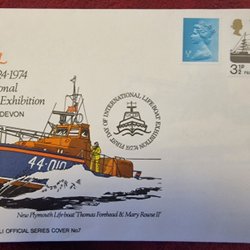 24-1974
onal
Exhibition
DEVON
3½P
FIRST DAY OF INTERNATIONAL LIFEBOAT EXHIBITION
44-010
New Plymouth Lifeboat 'Thomas Forehead & Mary Rowse II'
LI OFFICIAL SERIES COVER No7